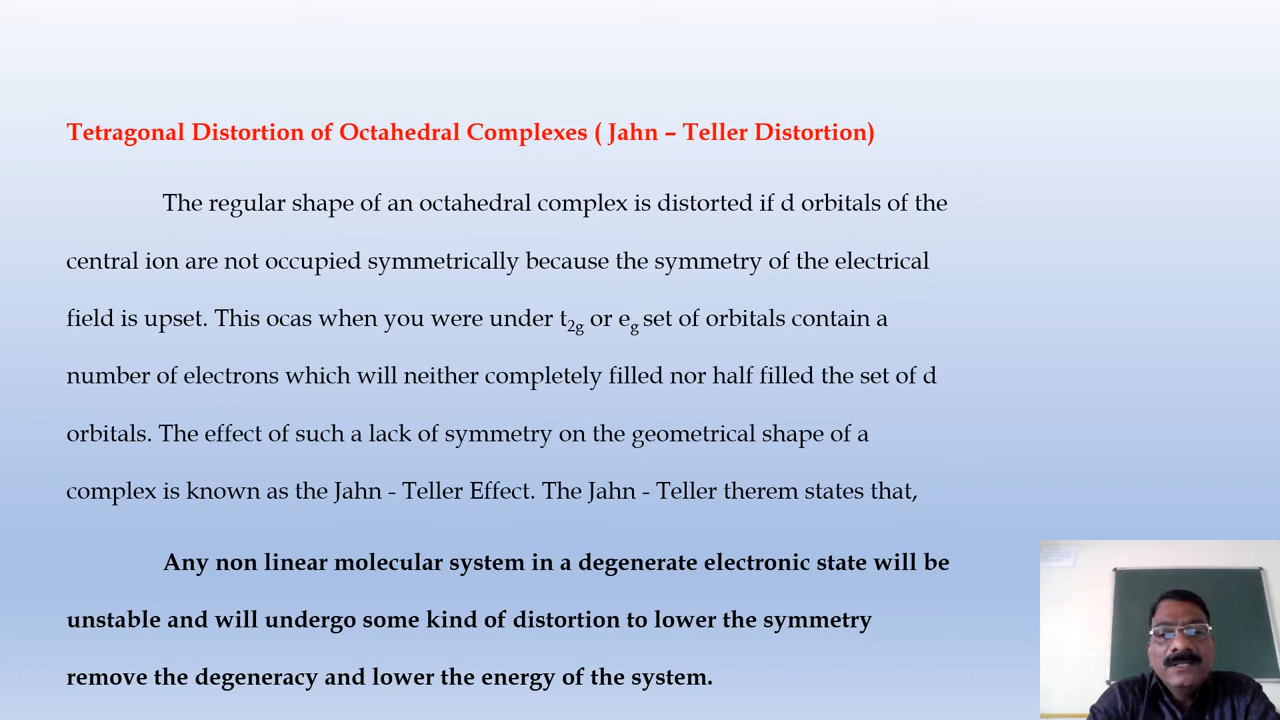 Tetragonal Distortion of Octahedral Complexes ( Jahn – Teller Distortion)
The regular shape of an octahedral complex is distorted if d orbitals of the
central ion are not occupied symmetrically because the symmetry of the electrical
field is upset. This ocas when you were under t2g or eg set of orbitals contain a
number of electrons which will neither completely filled nor half filled the set of d
orbitals. The effect of such a lack of symmetry on the geometrical shape of a
complex is known as the Jahn - Teller Effect. The Jahn - Teller therem states that,
Any non linear molecular system in a degenerate electronic state will be
unstable and will undergo some kind of distortion to lower the symmetry
remove the degeneracy and lower the energy of the system.